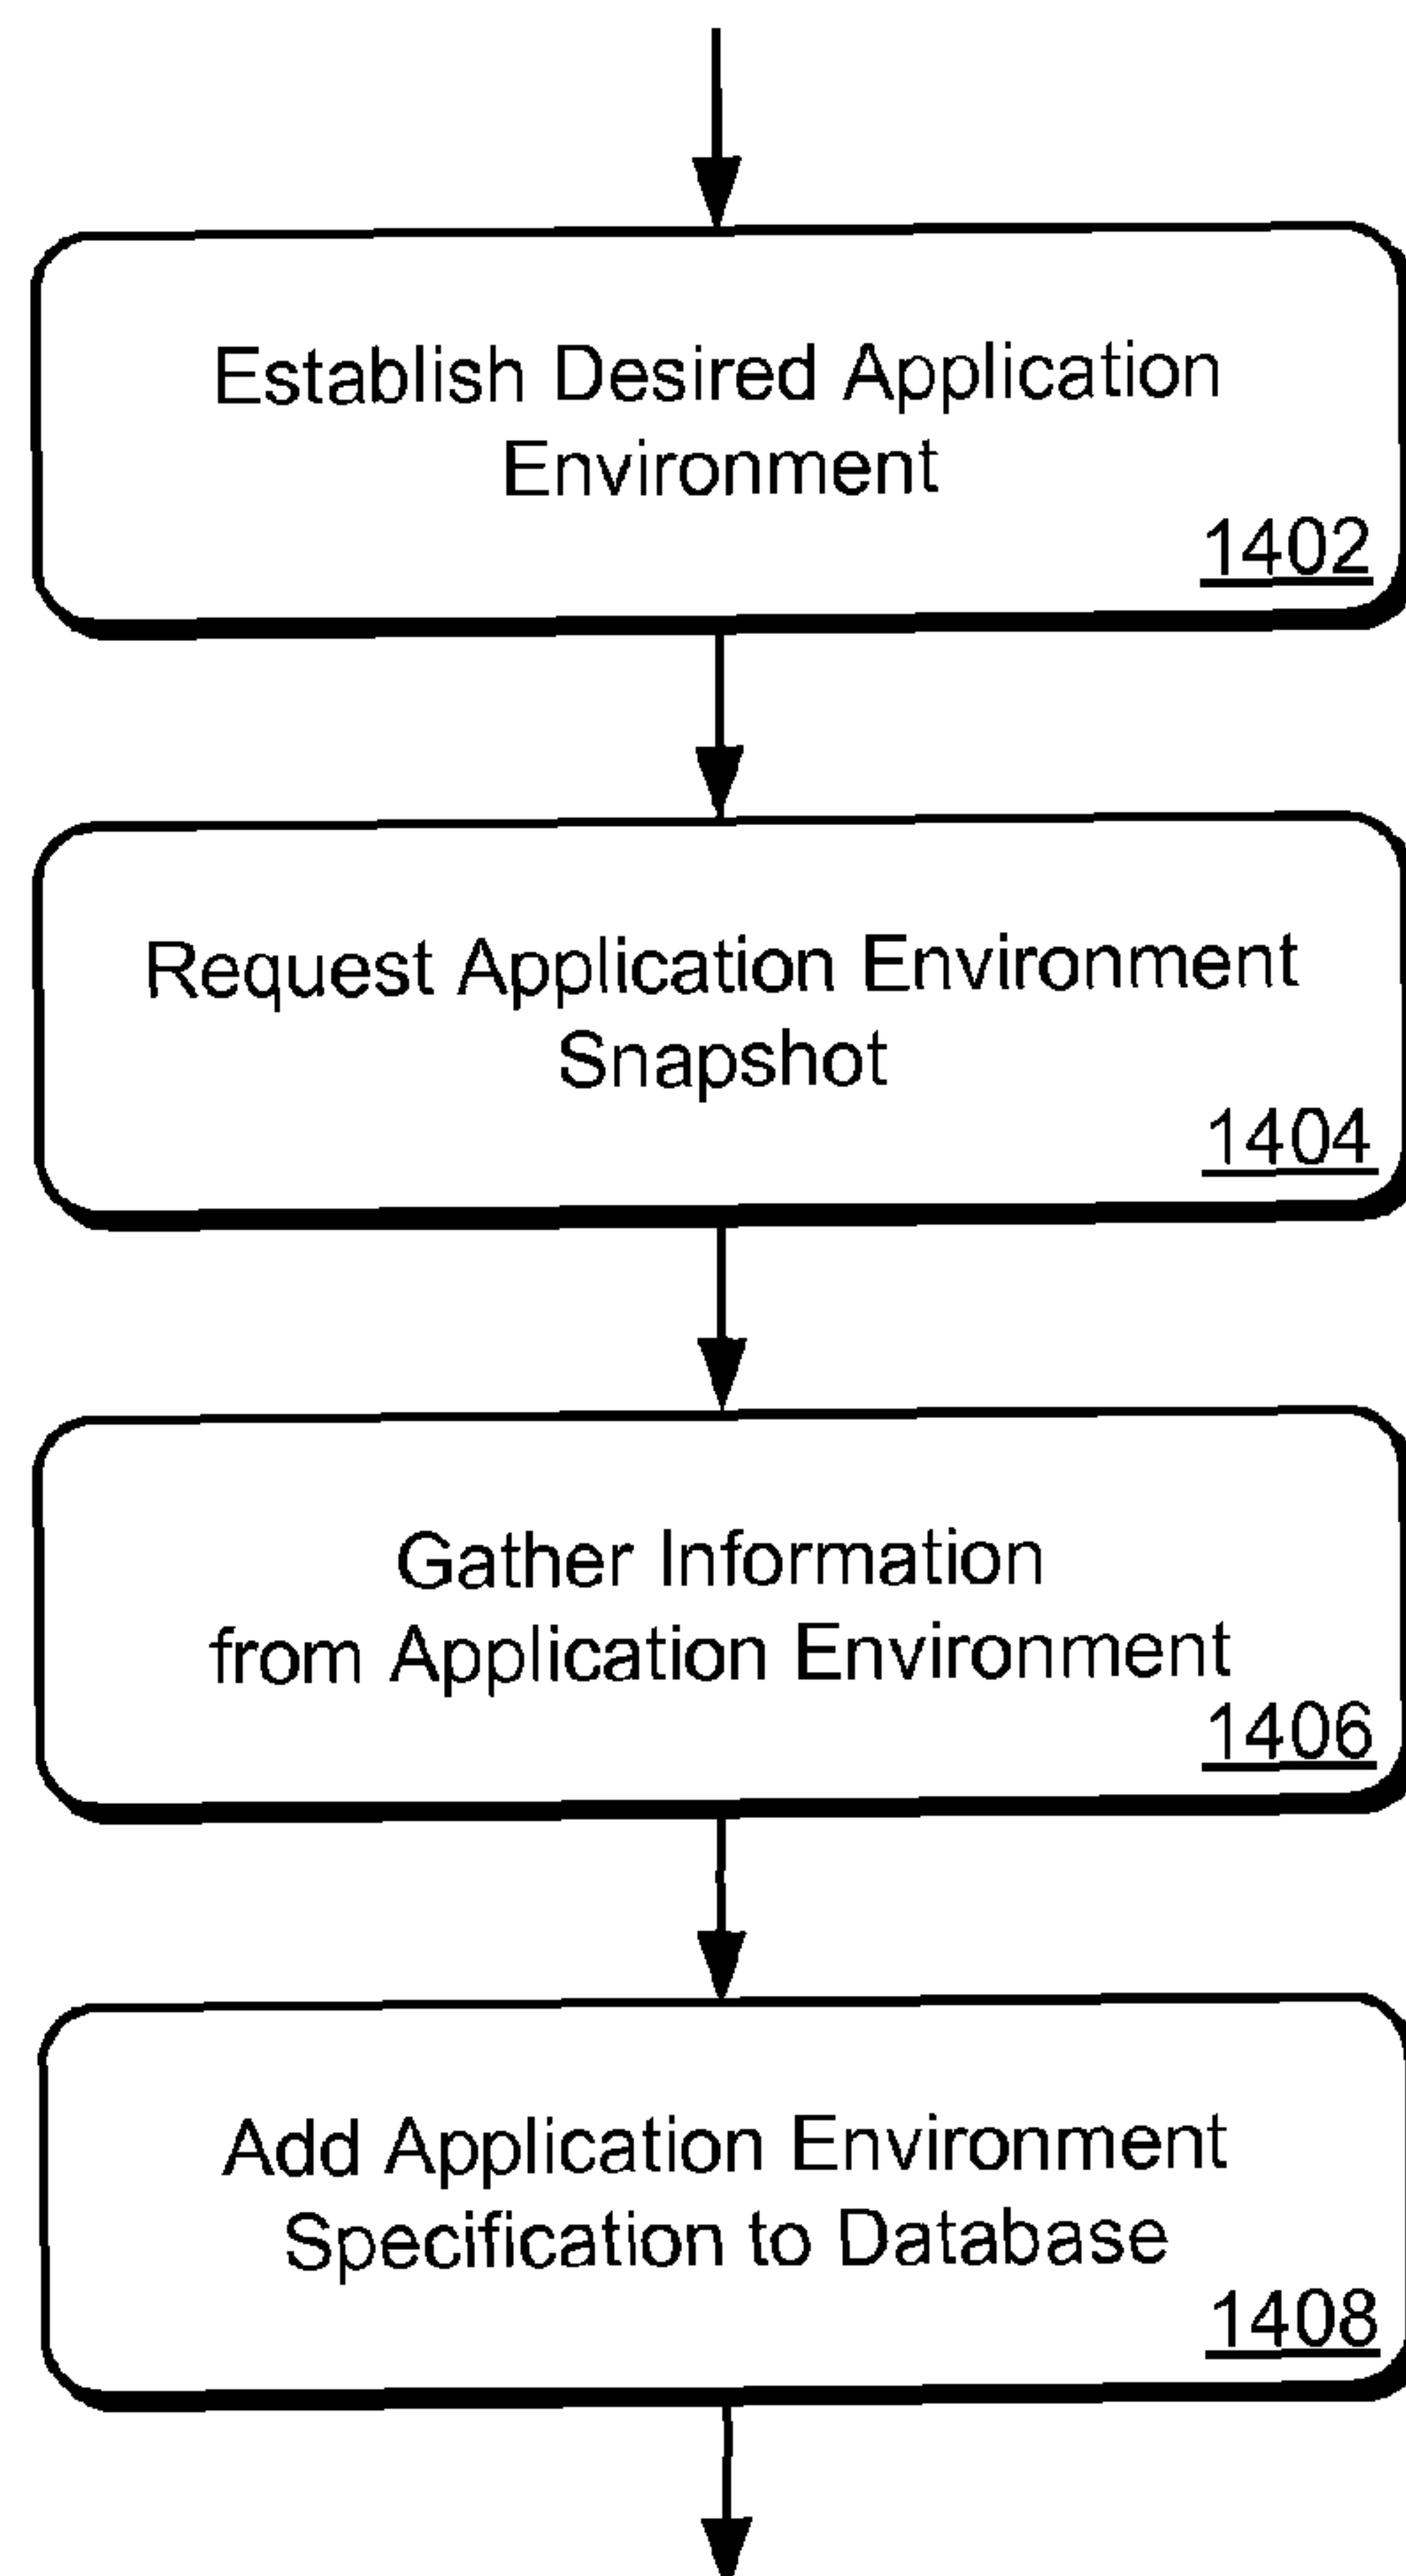 Establish Desired Application
Environment
1402
Request Application Environment
Snapshot
1404
Gather Information
from Application Environment
1406
Add Application Environment
Specification to Database
1408